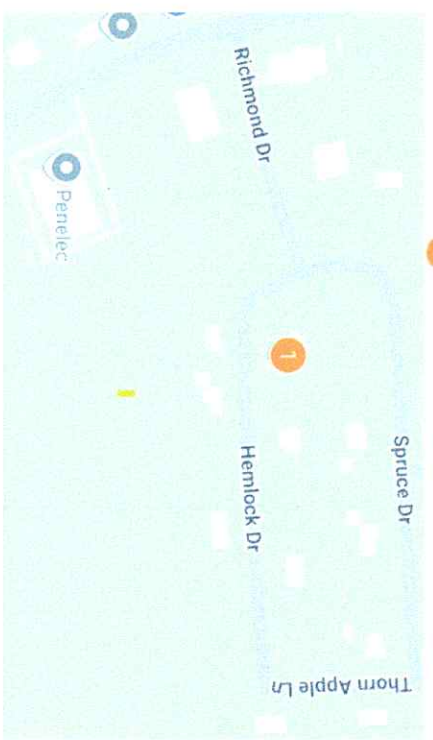 Richmond Dr
Penelec
1
Spruce Dr
Hemlock Dr
Thorn Apple Ln